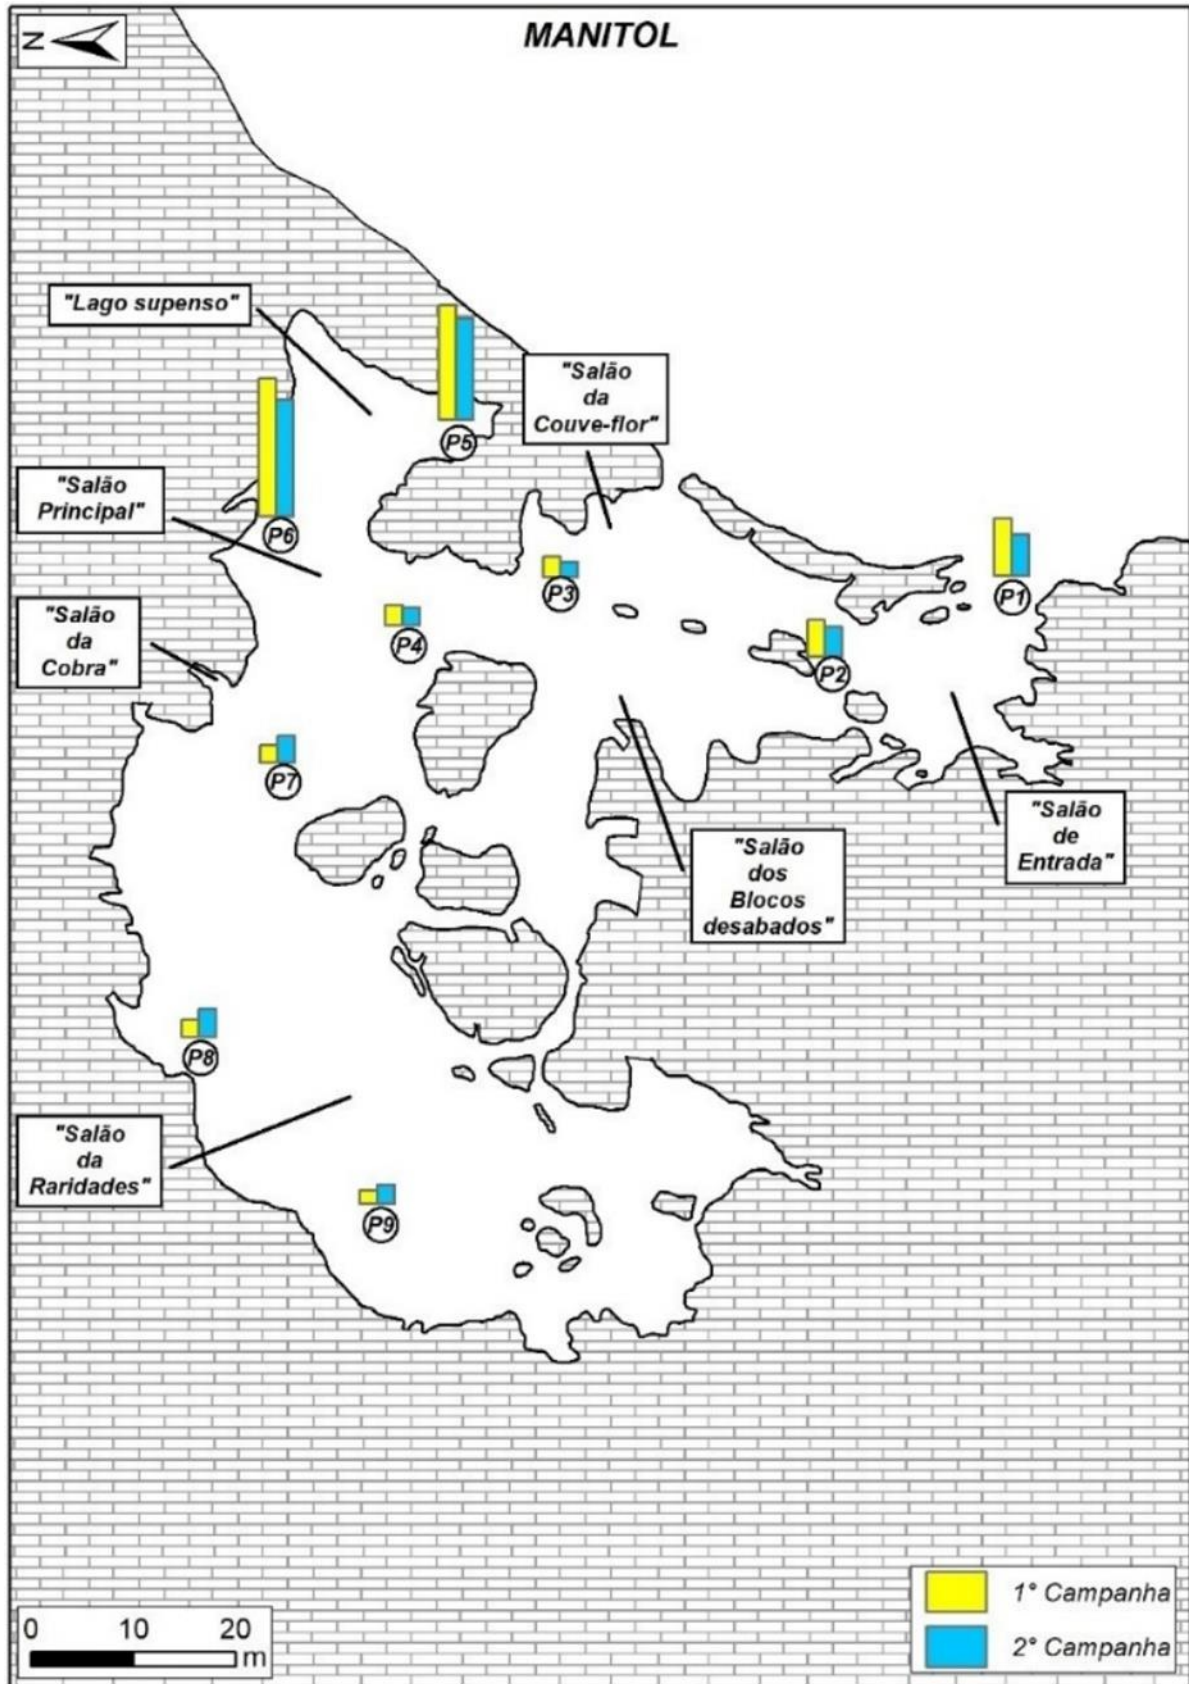 N
MANITOL
"Lago supenso"
"Salão
da
Couve-flor"
P5
"Salão
Principal"
P6
P3
P1
"Salão
da
Cobra"
P4
P2
P7
"Salão
de
Entrada"
"Salão
dos
Blocos
desabados"
P8
"Salão
da
Raridades"
P9
1° Campanha
2° Campanha
0 10 20
m